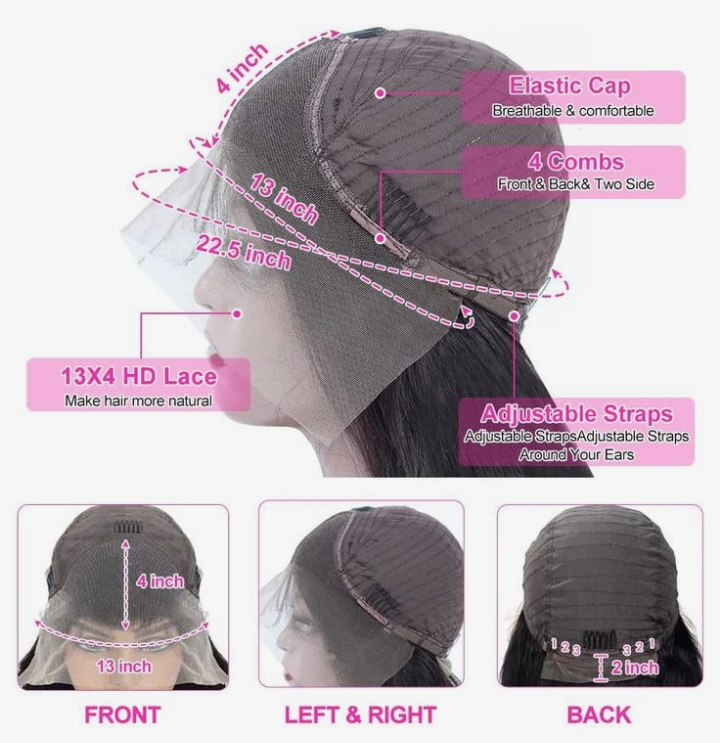 4 inch
Elastic Cap
Breathable & comfortable
4 Combs
Front & Back& Two Side
13 inch
22.5 inch
13X4 HD Lace
Make hair more natural
Adjustable Straps
Adjustable StrapsAdjustable Straps
Around Your Ears
4 inch
13 inch
1 2 3
3 2 1
2 inch
FRONT
LEFT & RIGHT
BACK